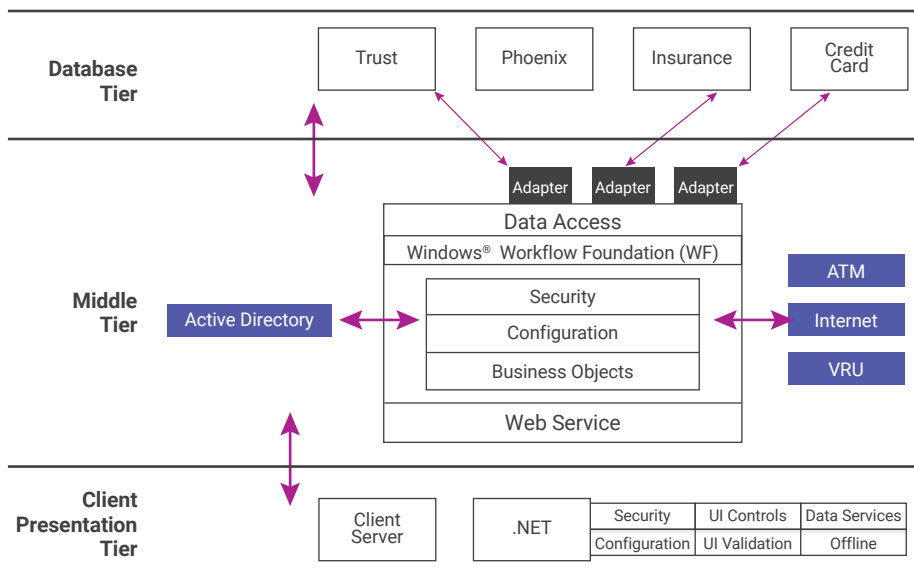 Database
Tier
Trust
Phoenix
Insurance
Credit
Card
Adapter
Adapter
Adapter
Data Access
Windows® Workflow Foundation (WF)
Middle
Tier
Active Directory
Security
Configuration
Business Objects
Web Service
ATM
Internet
VRU
Client
Presentation
Tier
Client
Server
.NET
Security
UI Controls
Data Services
Configuration
UI Validation
Offline